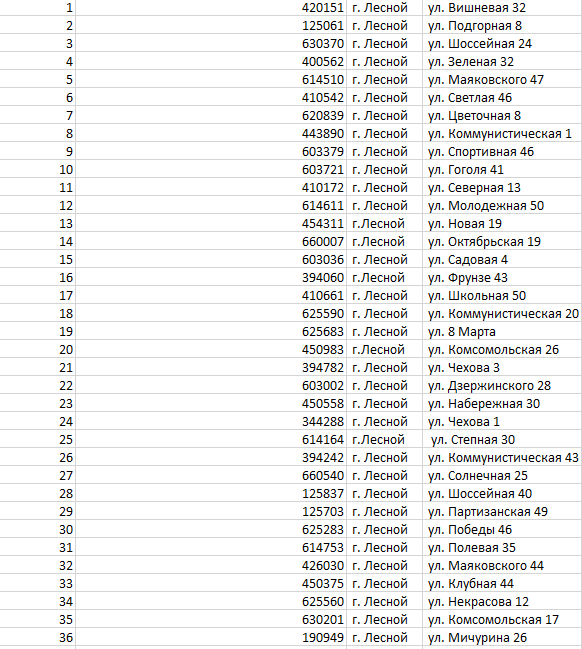 1 420151 г. Лесной ул. Вишневая 32
2 125061 г. Лесной ул. Подгорная 8
3 630370 г. Лесной ул. Шоссейная 24
4 400562 г. Лесной ул. Зеленая 32
5 614510 г. Лесной ул. Маяковского 47
6 410542 г. Лесной ул. Светлая 46
7 620839 г. Лесной ул. Цветочная 8
8 443890 г. Лесной ул. Коммунистическая 1
9 603379 г. Лесной ул. Спортивная 46
10 603721 г. Лесной ул. Гоголя 41
11 410172 г. Лесной ул. Северная 13
12 614611 г. Лесной ул. Молодежная 50
13 454311 г.Лесной ул. Новая 19
14 660007 г. Лесной ул. Октябрьская 19
15 603036 г. Лесной ул. Садовая 4
16 394060 г.Лесной ул. Фрунзе 43
17 410661 г. Лесной ул. Школьная 50
18 625590 г. Лесной ул. Коммунистическая 20
19 625683 г. Лесной ул. 8 Марта
20 450983 г.Лесной ул. Комсомольская 26
21 394782 г. Лесной ул. Чехова 3
22 603002 г. Лесной ул. Дзержинского 28
23 450558 г. Лесной ул. Набережная 30
24 344288 г. Лесной ул. Чехова 1
25 614164 г.Лесной ул. Степная 30
26 394242 г. Лесной ул. Коммунистическая 43
27 660540 г. Лесной ул. Солнечная 25
28 125837 г. Лесной ул. Шоссейная 40
29 125703 г. Лесной ул. Партизанская 49
30 625283 г. Лесной ул. Победы 46
31 614753 г. Лесной ул. Полевая 35
32 426030 г. Лесной ул. Маяковского 44
33 450375 г. Лесной ул. Клубная 44
34 625560 г. Лесной ул. Некрасова 12
35 630201 г. Лесной ул. Комсомольская 17
36 190949 г. Лесной ул. Мичурина 26